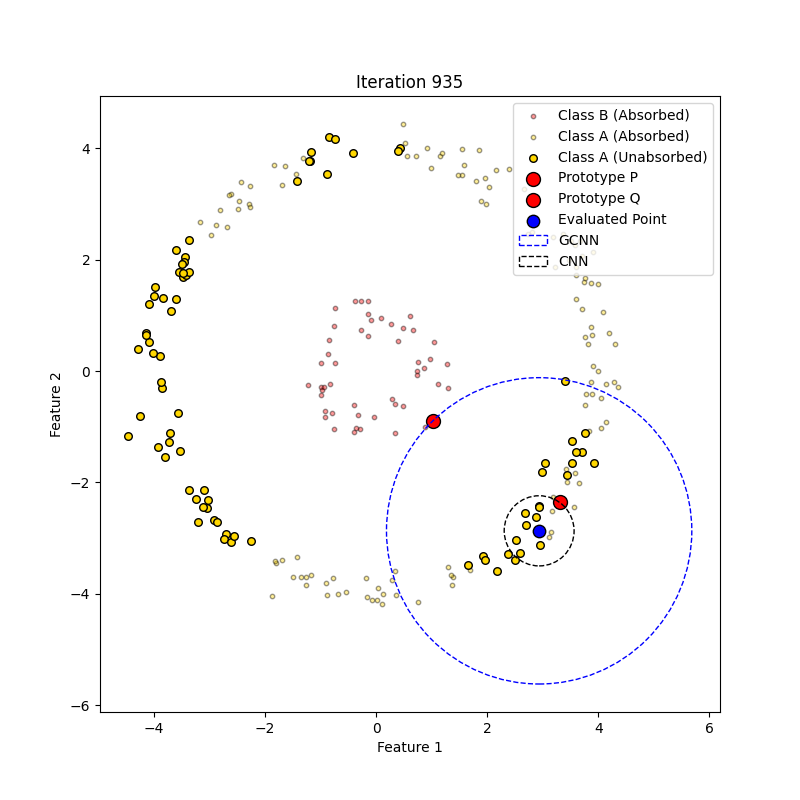 Iteration 935
Class B (Absorbed)
Class A (Absorbed)
Class A (Unabsorbed)
Prototype P
Prototype Q
Evaluated Point
GCNN
CNN
Feature 2
4
2
0
−2
−4
−6
−4
−2
0
2
4
6
Feature 1